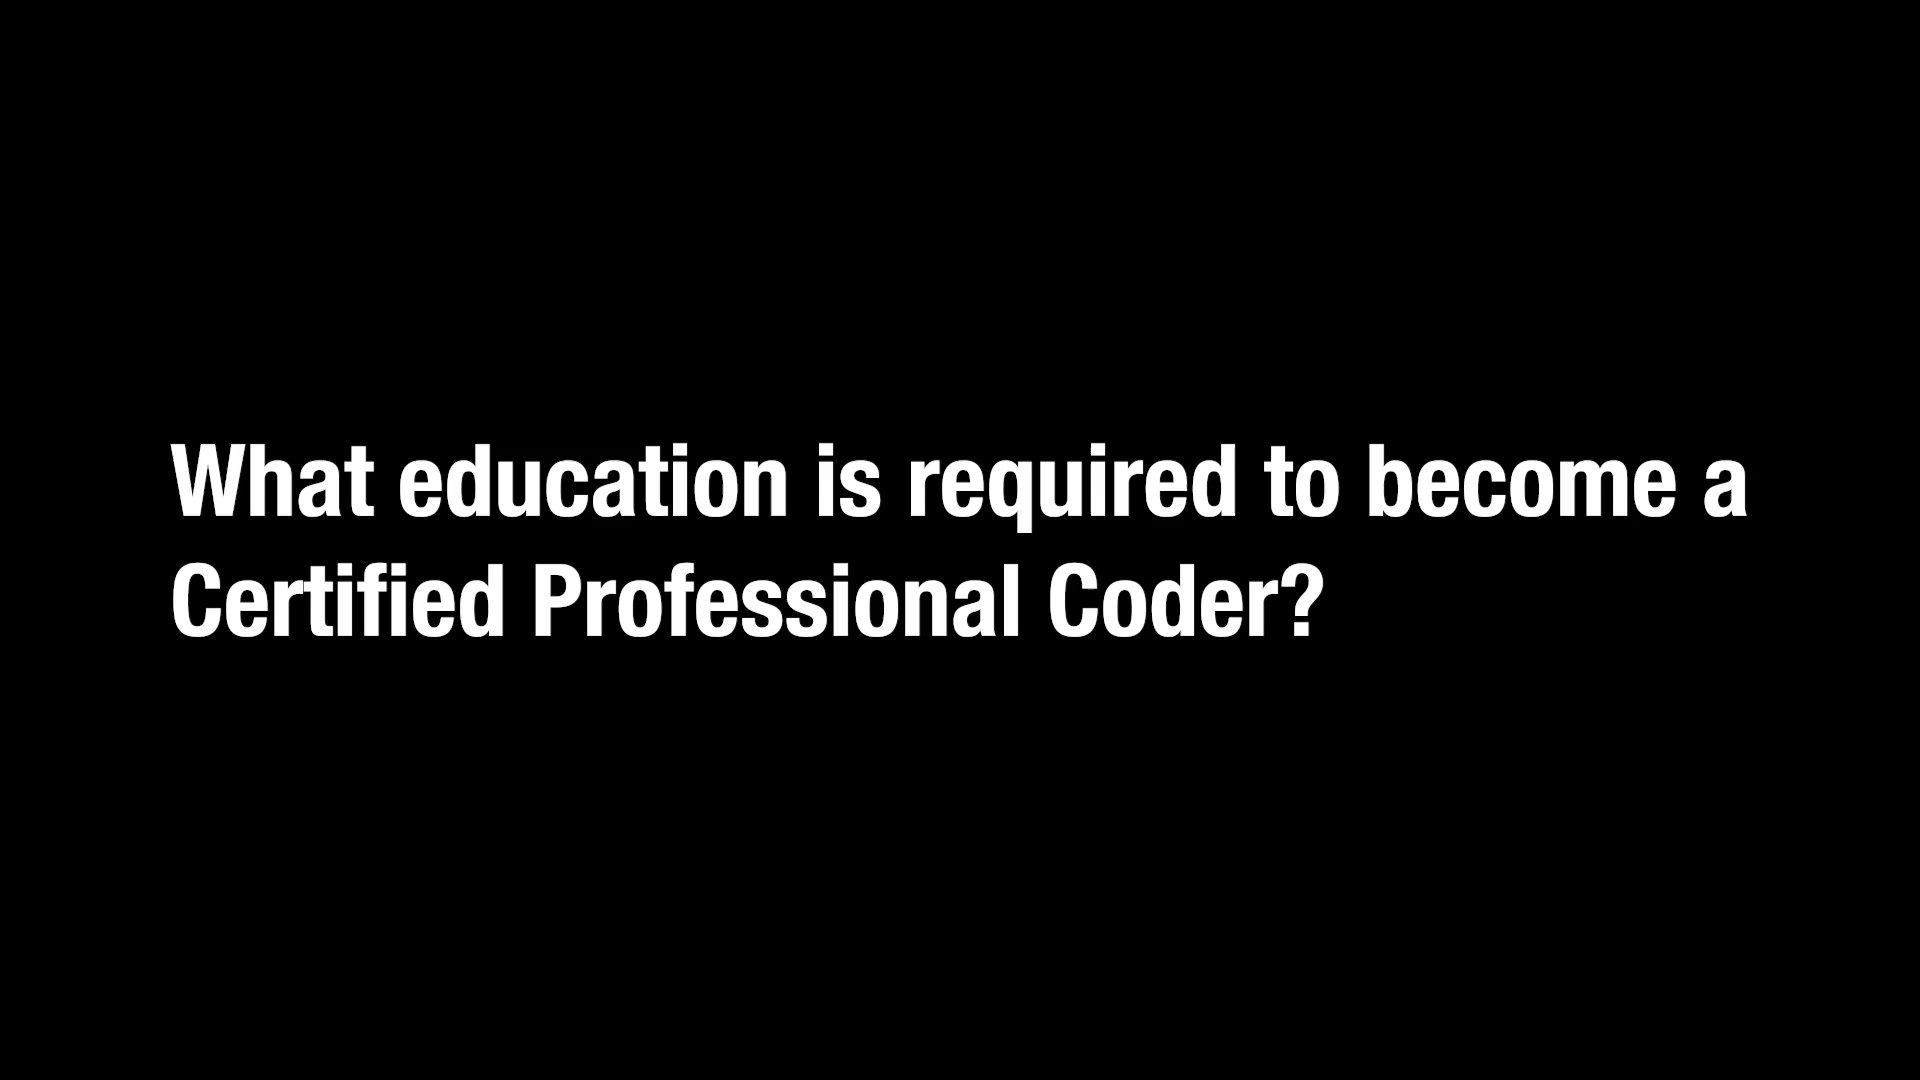 What education is required to become a
Certified Professional Coder?